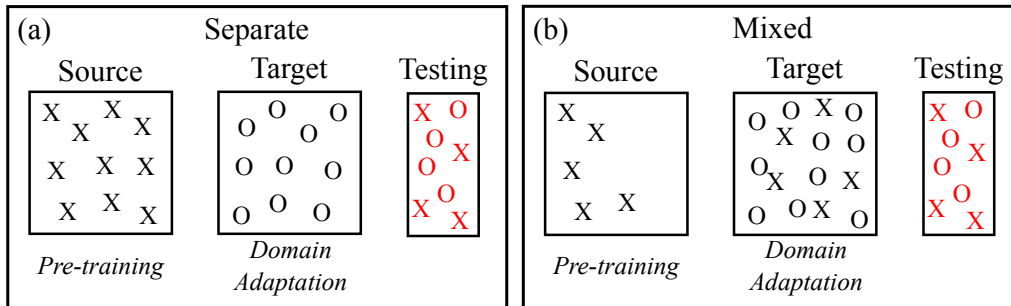 (a) Separate
Source Target Testing
X X X X X X X X X X
O O O O O O O O O O
X O O X O O X X
Pre-training
Domain
Adaptation
(b) Mixed
Source Target Testing
X X X X X
O X O O X O O O X O X O O X O
X O O X O O X X
Pre-training
Domain
Adaptation